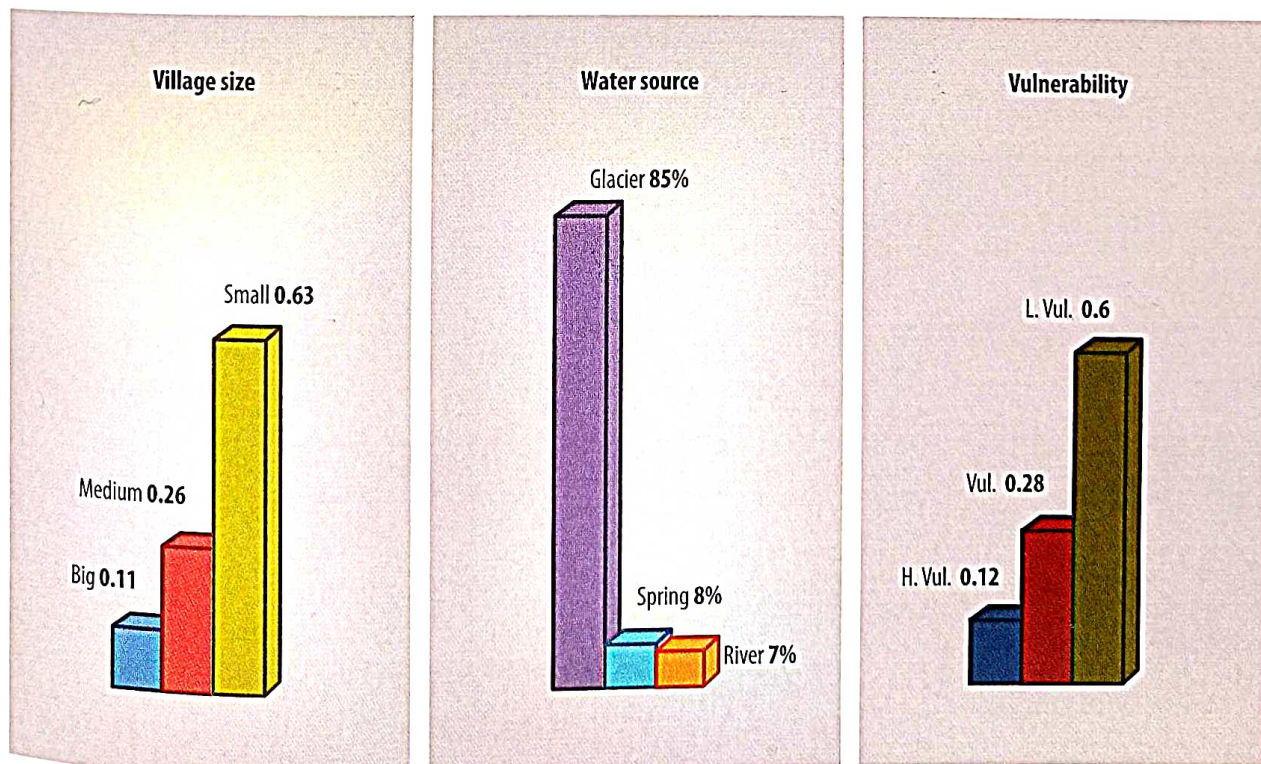 Village size
Small 0.63
Medium 0.26
Big 0.11
Water source
Glacier 85%
Spring 8%
River 7%
Vulnerability
L. Vul. 0.6
Vul. 0.28
H. Vul. 0.12